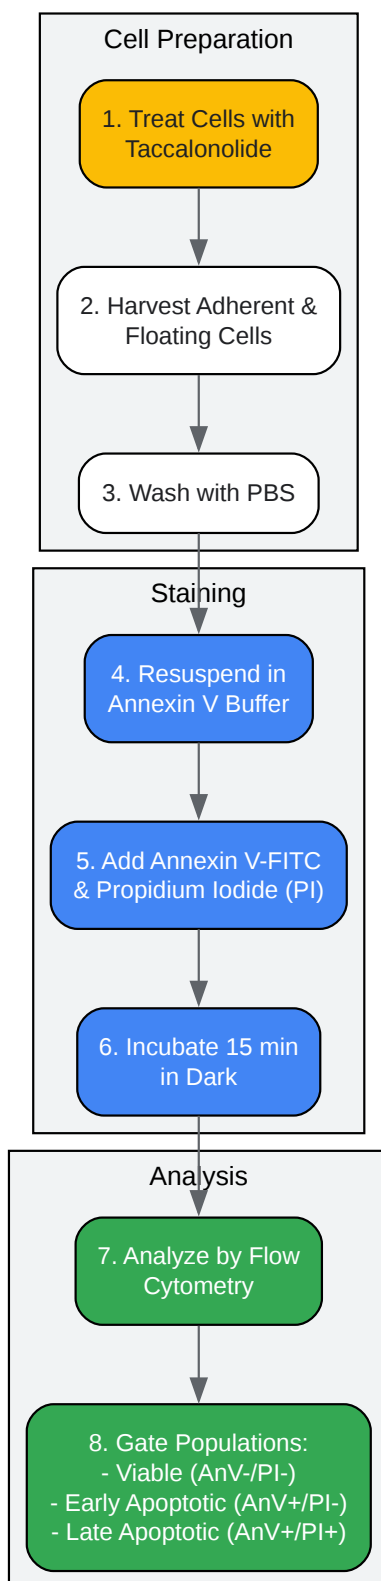 Cell Preparation
1. Treat Cells with
Taccalonolide
2. Harvest Adherent &
Floating Cells
3. Wash with PBS
Staining
4. Resuspend in
Annexin V Buffer
5. Add Annexin V-FITC
& Propidium Iodide (PI)
6. Incubate 15 min
in Dark
Analysis
7. Analyze by Flow
Cytometry
8. Gate Populations:
- Viable (AnV-/PI-)
- Early Apoptotic (AnV+/PI-)
- Late Apoptotic (AnV+/PI+)